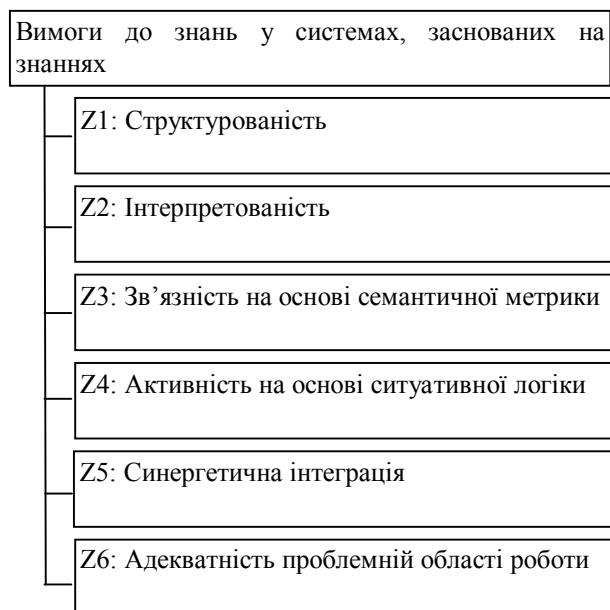 Вимоги до знань у системах, заснованих на
знаннях
Z1: Структурованість
Z2: Інтерпретованість
Z3: Зв’язність на основі семантичної метрики
Z4: Активність на основі ситуативної логіки
Z5: Синергетична інтеграція
Z6: Адекватність проблемній області роботи